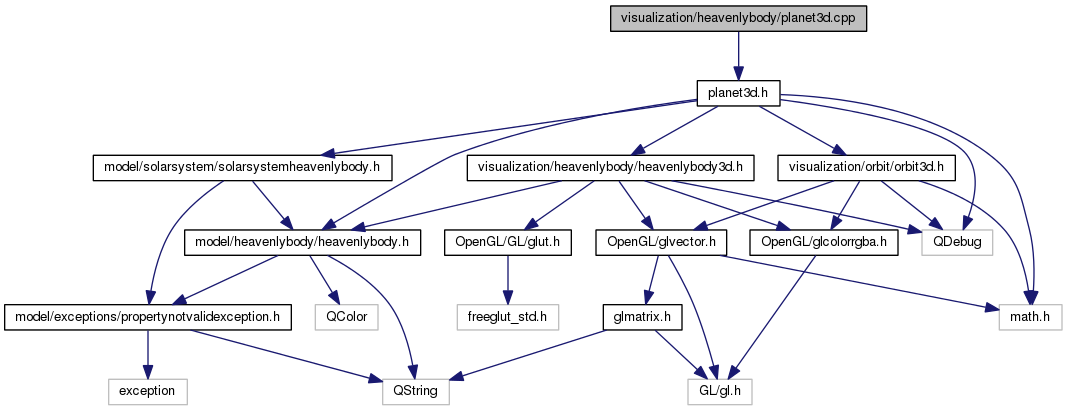 visualization/heavenlybody/planet3d.cpp
planet3d.h
model/solarsystem/solarsystemheavenlybody.h
visualization/heavenlybody/heavenlybody3d.h
visualization/orbit/orbit3d.h
model/heavenlybody/heavenlybody.h
OpenGL/GL/glut.h
OpenGL/glvector.h
OpenGL/glcolorrgba.h
QDebug
model/exceptions/propertynotvalidexception.h
QColor
freeglut_std.h
glmatrix.h
math.h
exception
QString
GL/gl.h